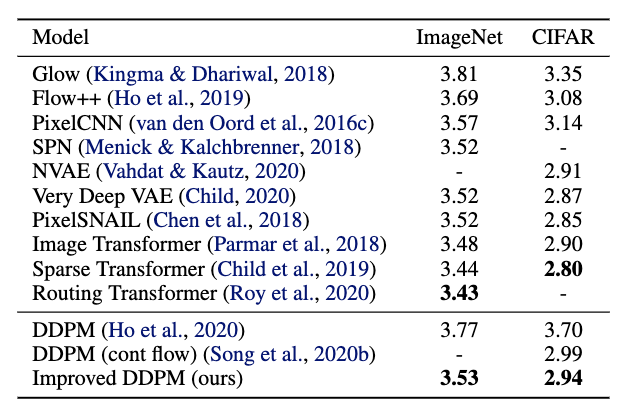 Model ImageNet CIFAR
Glow (Kingma & Dhariwal, 2018) 3.81 3.35
Flow++ (Ho et al., 2019) 3.69 3.08
PixelCNN (van den Oord et al., 2016c) 3.57 3.14
SPN (Menick & Kalchbrenner, 2018) 3.52 -
NVAE (Vahdat & Kautz, 2020) - 2.91
Very Deep VAE (Child, 2020) 3.52 2.87
PixelSNAIL (Chen et al., 2018) 3.52 2.85
Image Transformer (Parmar et al., 2018) 3.48 2.90
Sparse Transformer (Child et al., 2019) 3.44 2.80
Routing Transformer (Roy et al., 2020) 3.43 -
DDPM (Ho et al., 2020) 3.77 3.70
DDPM (cont flow) (Song et al., 2020b) - 2.99
Improved DDPM (ours) 3.53 2.94